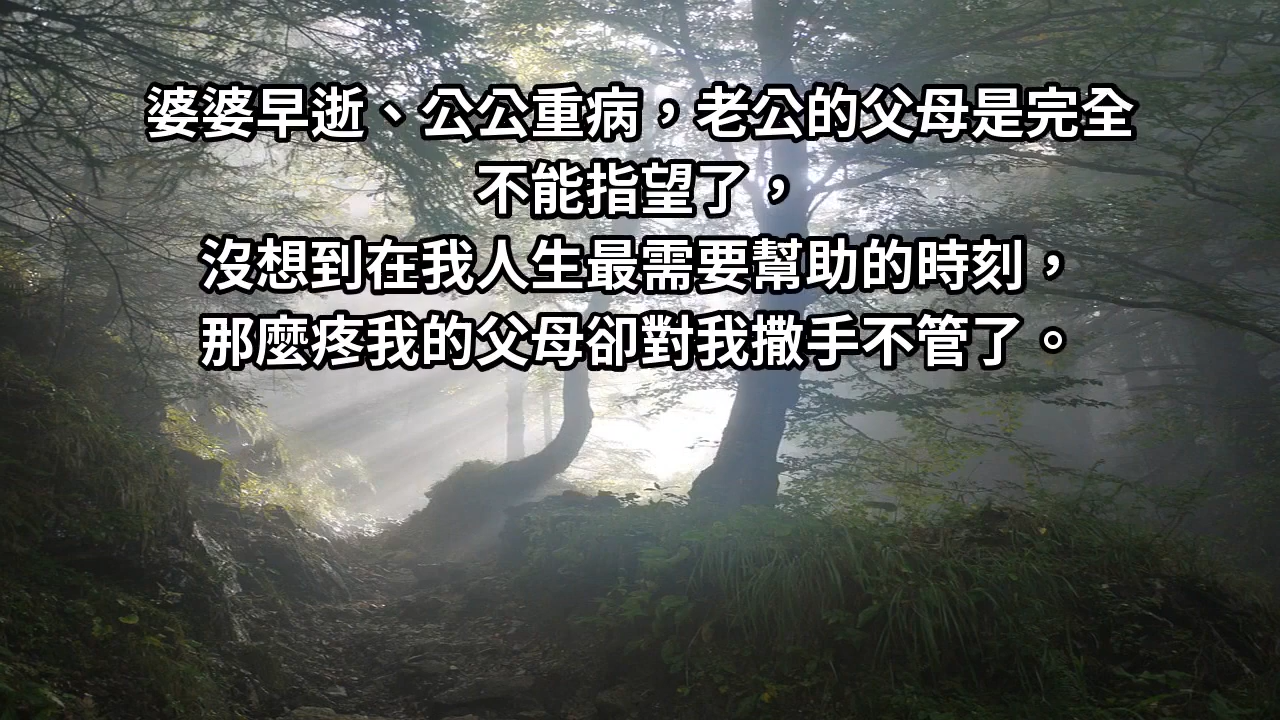 婆婆早逝、公公重病，老公的父母是完全
不能指望了，
沒想到在我人生最需要幫助的時刻，
那麼疼我的父母卻對我撒手不管了。